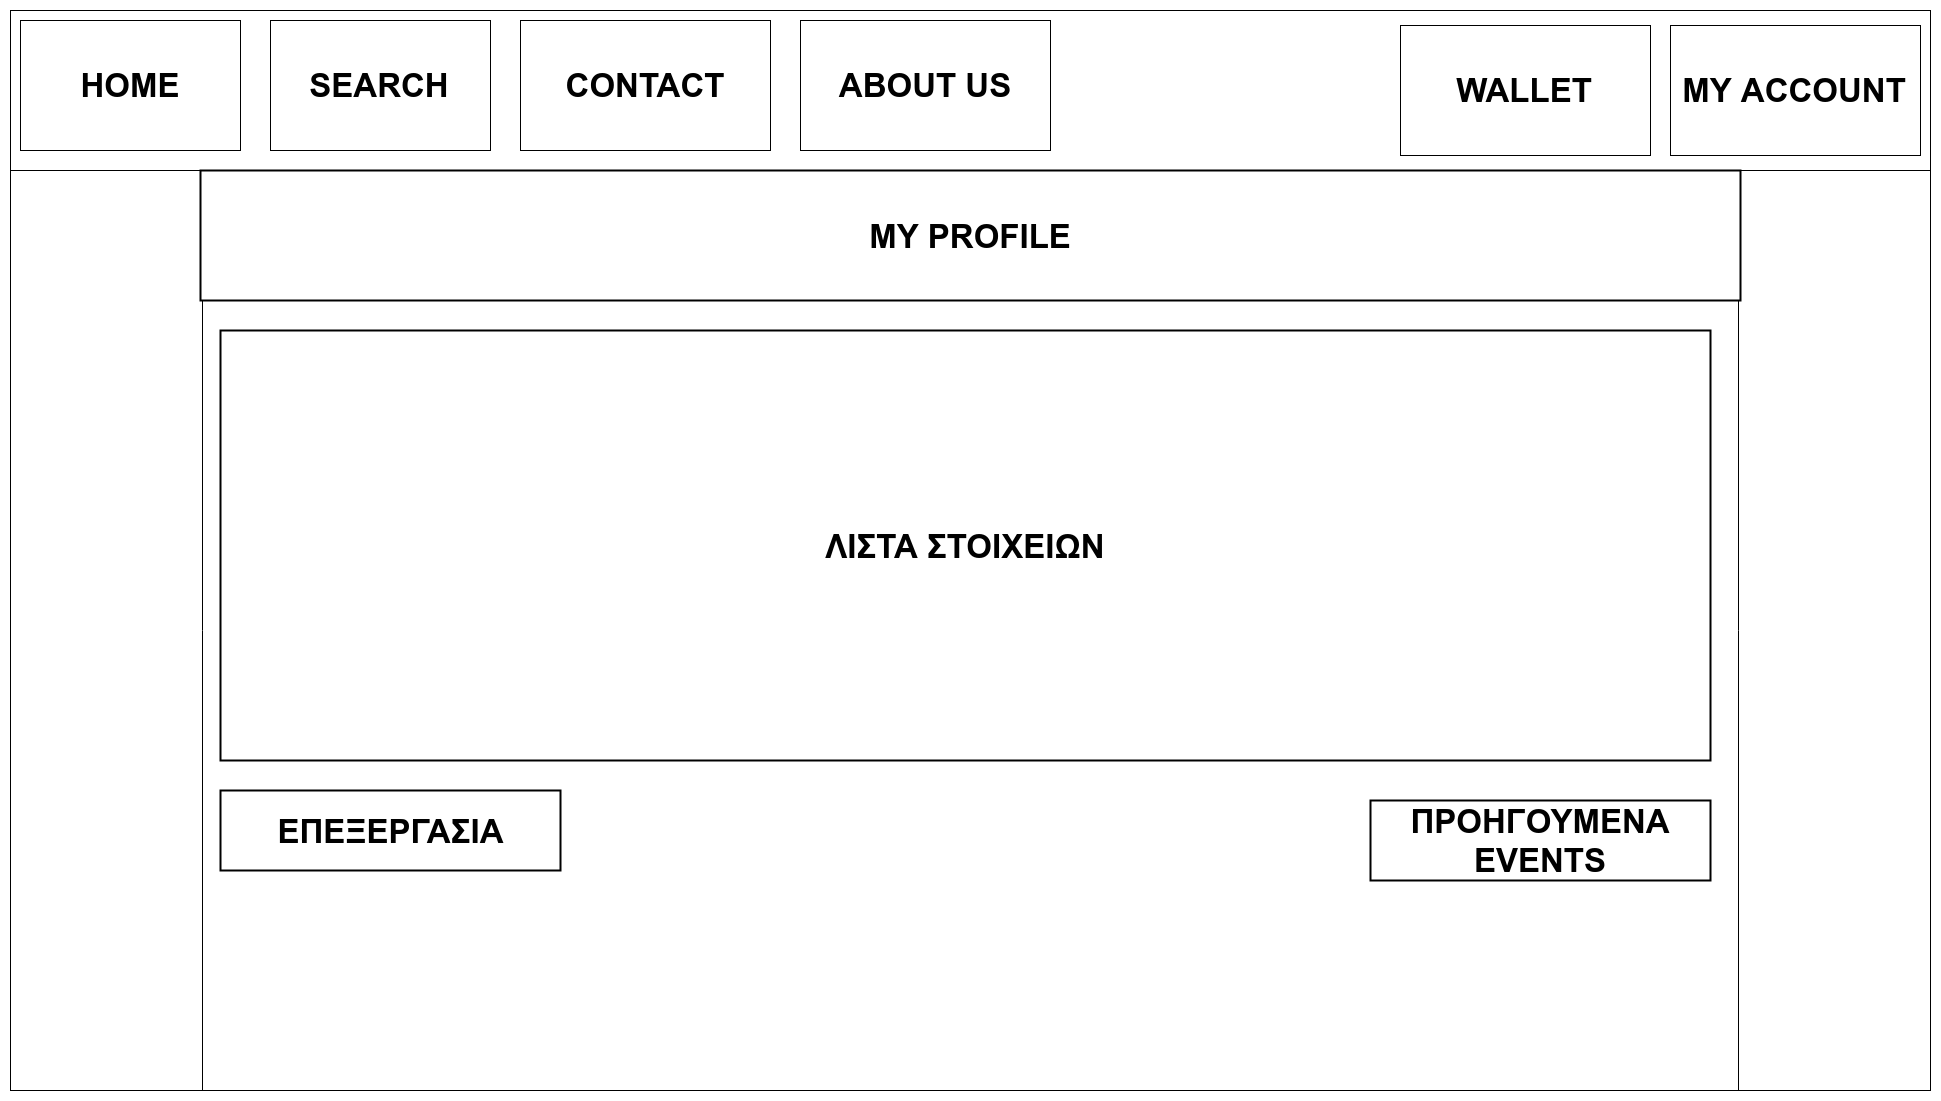 HOME
SEARCH
CONTACT
ABOUT US
WALLET
MY ACCOUNT
MY PROFILE
ΛΙΣΤΑ ΣΤΟΙΧΕΙΩΝ
ΕΠΕΞΕΡΓΑΣΙΑ
ΠΡΟΗΓΟΥΜΕΝΑ
EVENTS